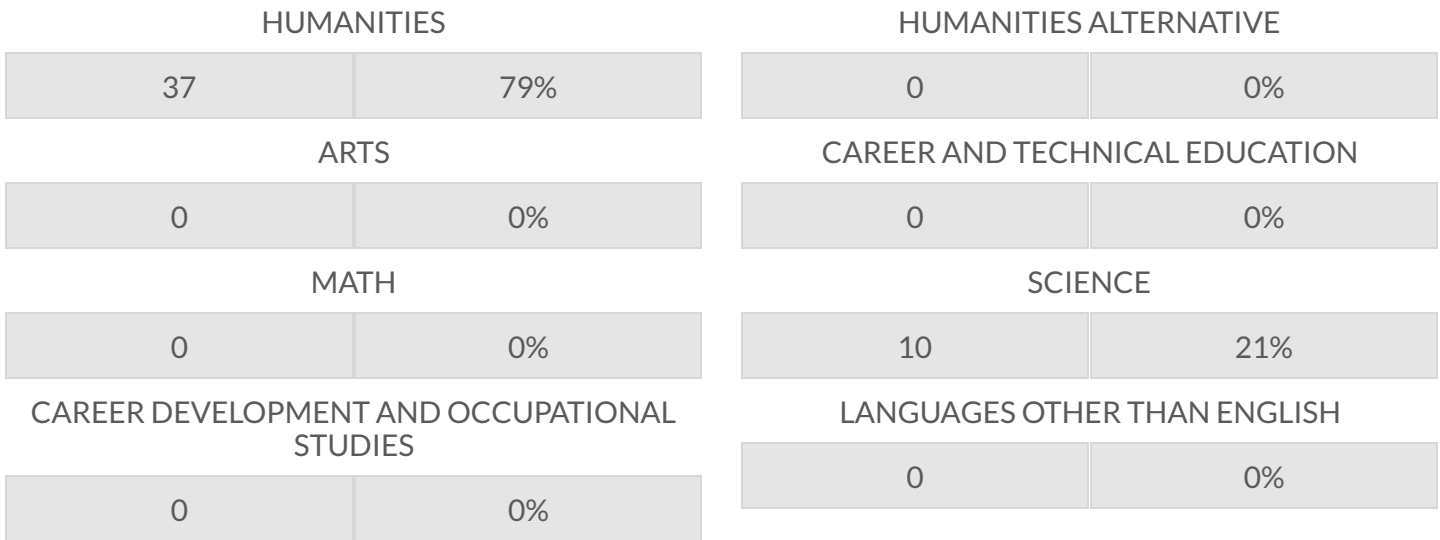 HUMANITIES
37 79%
HUMANITIES ALTERNATIVE
0 0%
ARTS
0 0%
CAREER AND TECHNICAL EDUCATION
0 0%
MATH
0 0%
SCIENCE
10 21%
CAREER DEVELOPMENT AND OCCUPATIONAL
STUDIES
0 0%
LANGUAGES OTHER THAN ENGLISH
0 0%